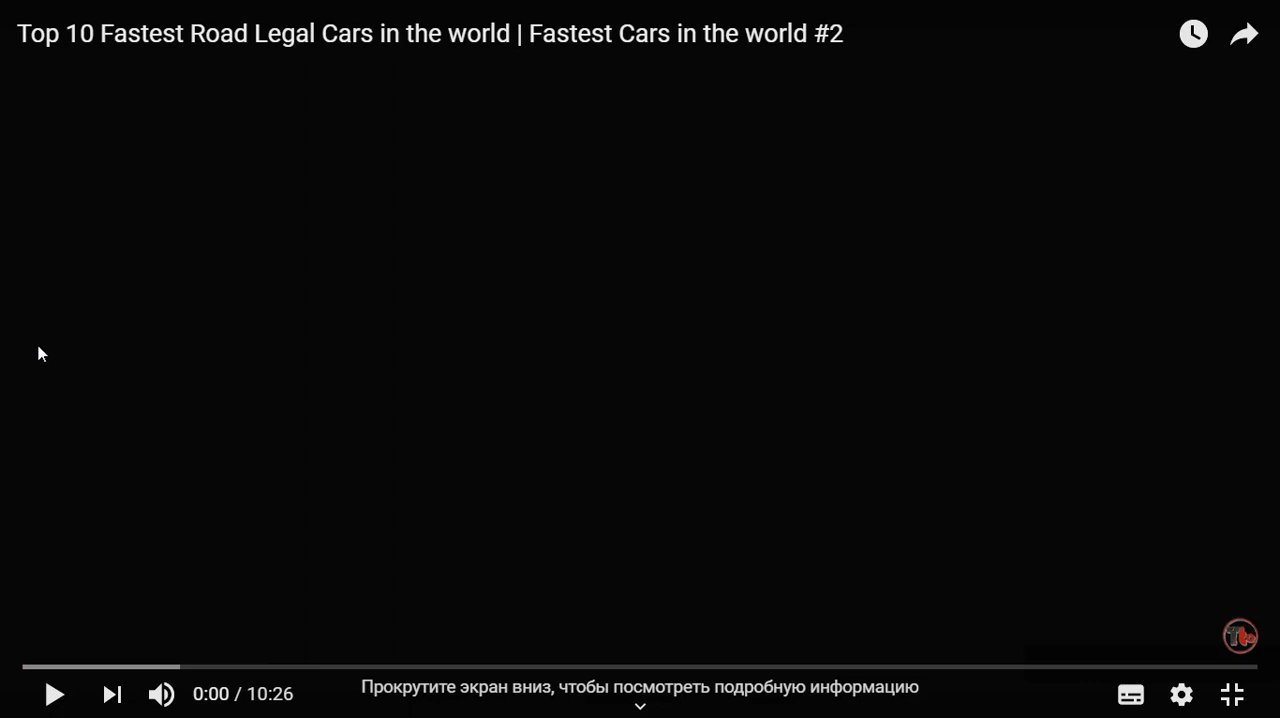 Top 10 Fastest Road Legal Cars in the world | Fastest Cars in the world #2
Tto
0:00 / 10:26
Прокрутите экран вниз, чтобы посмотреть подробную информацию